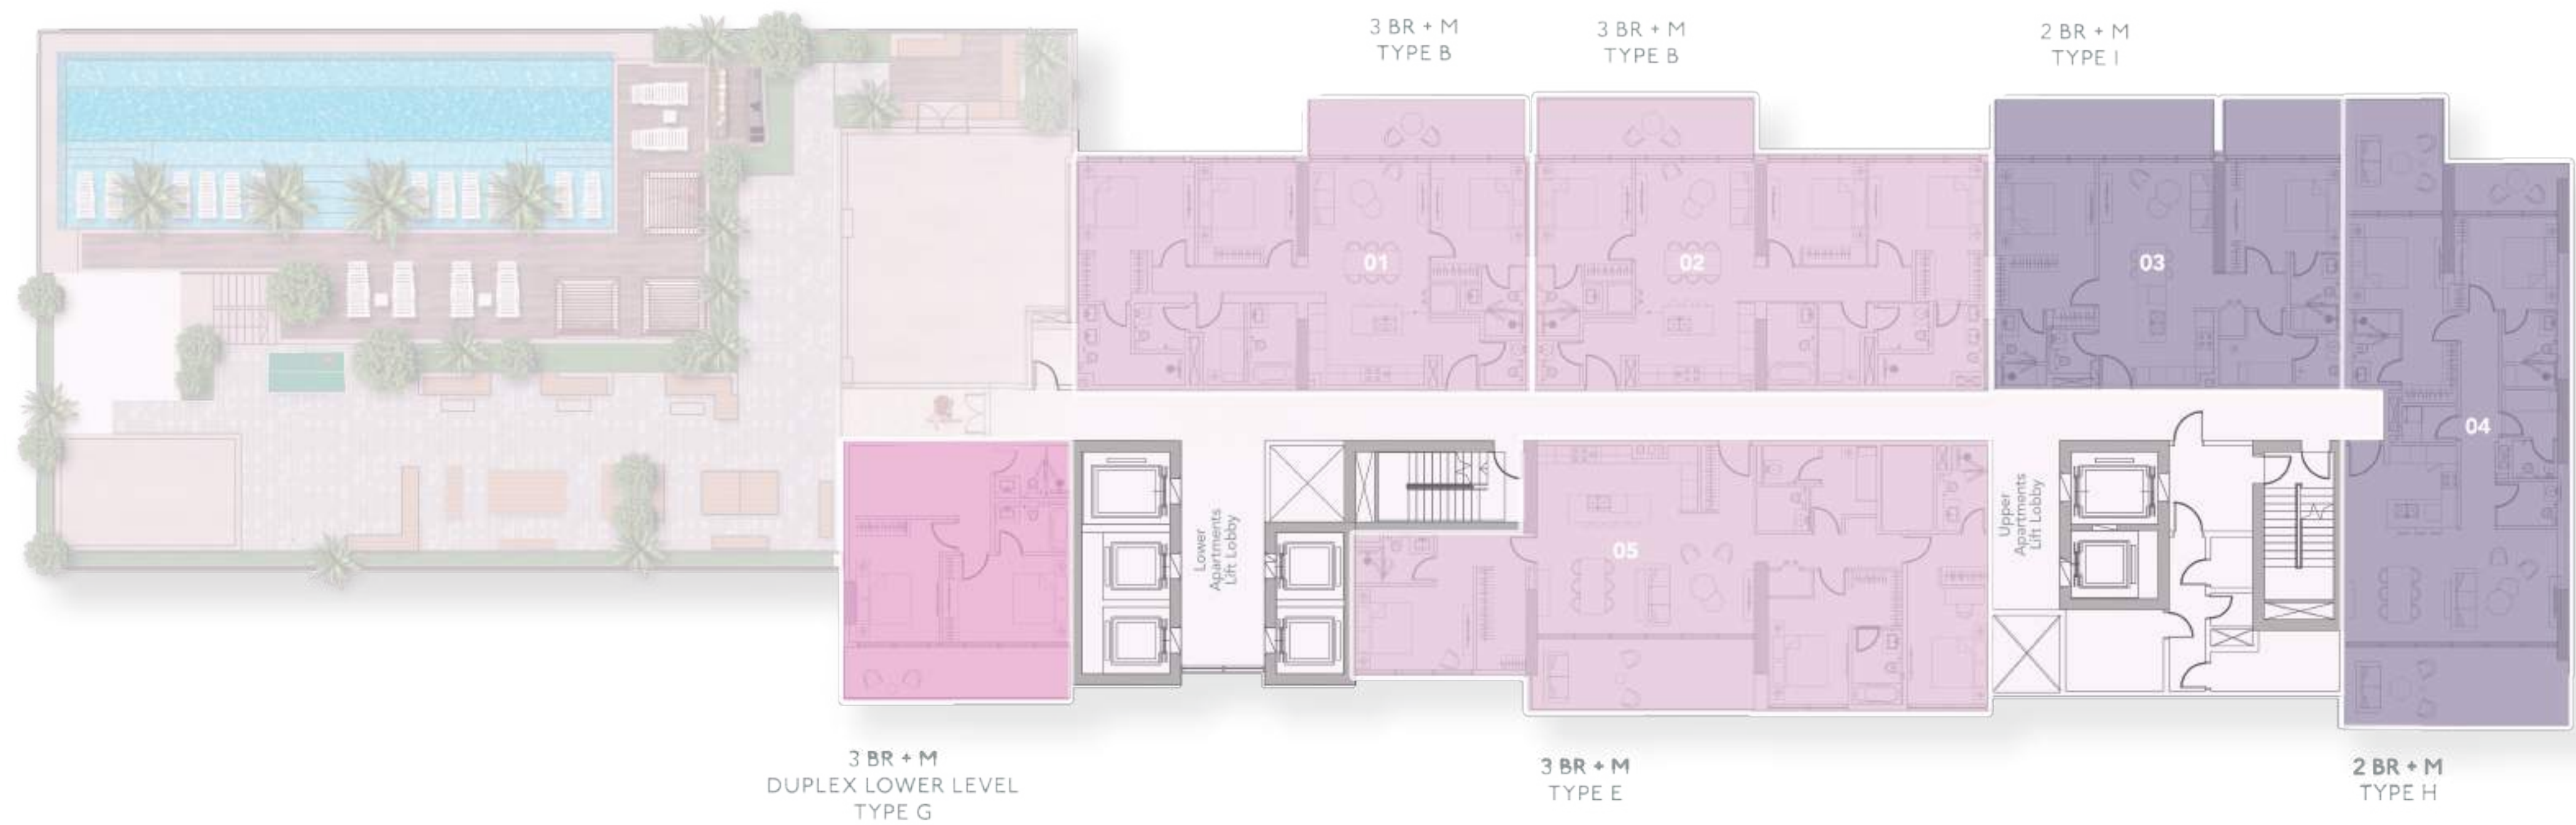 3 BR + M
TYPE B
3 BR + M
TYPE B
2 BR + M
TYPE I
01
02
03
04
05
Lower
Apartments
Lift Lobby
Upper
Apartments
Lift Lobby
3 BR + M
DUPLEX LOWER LEVEL
TYPE G
3 BR + M
TYPE E
2 BR + M
TYPE H